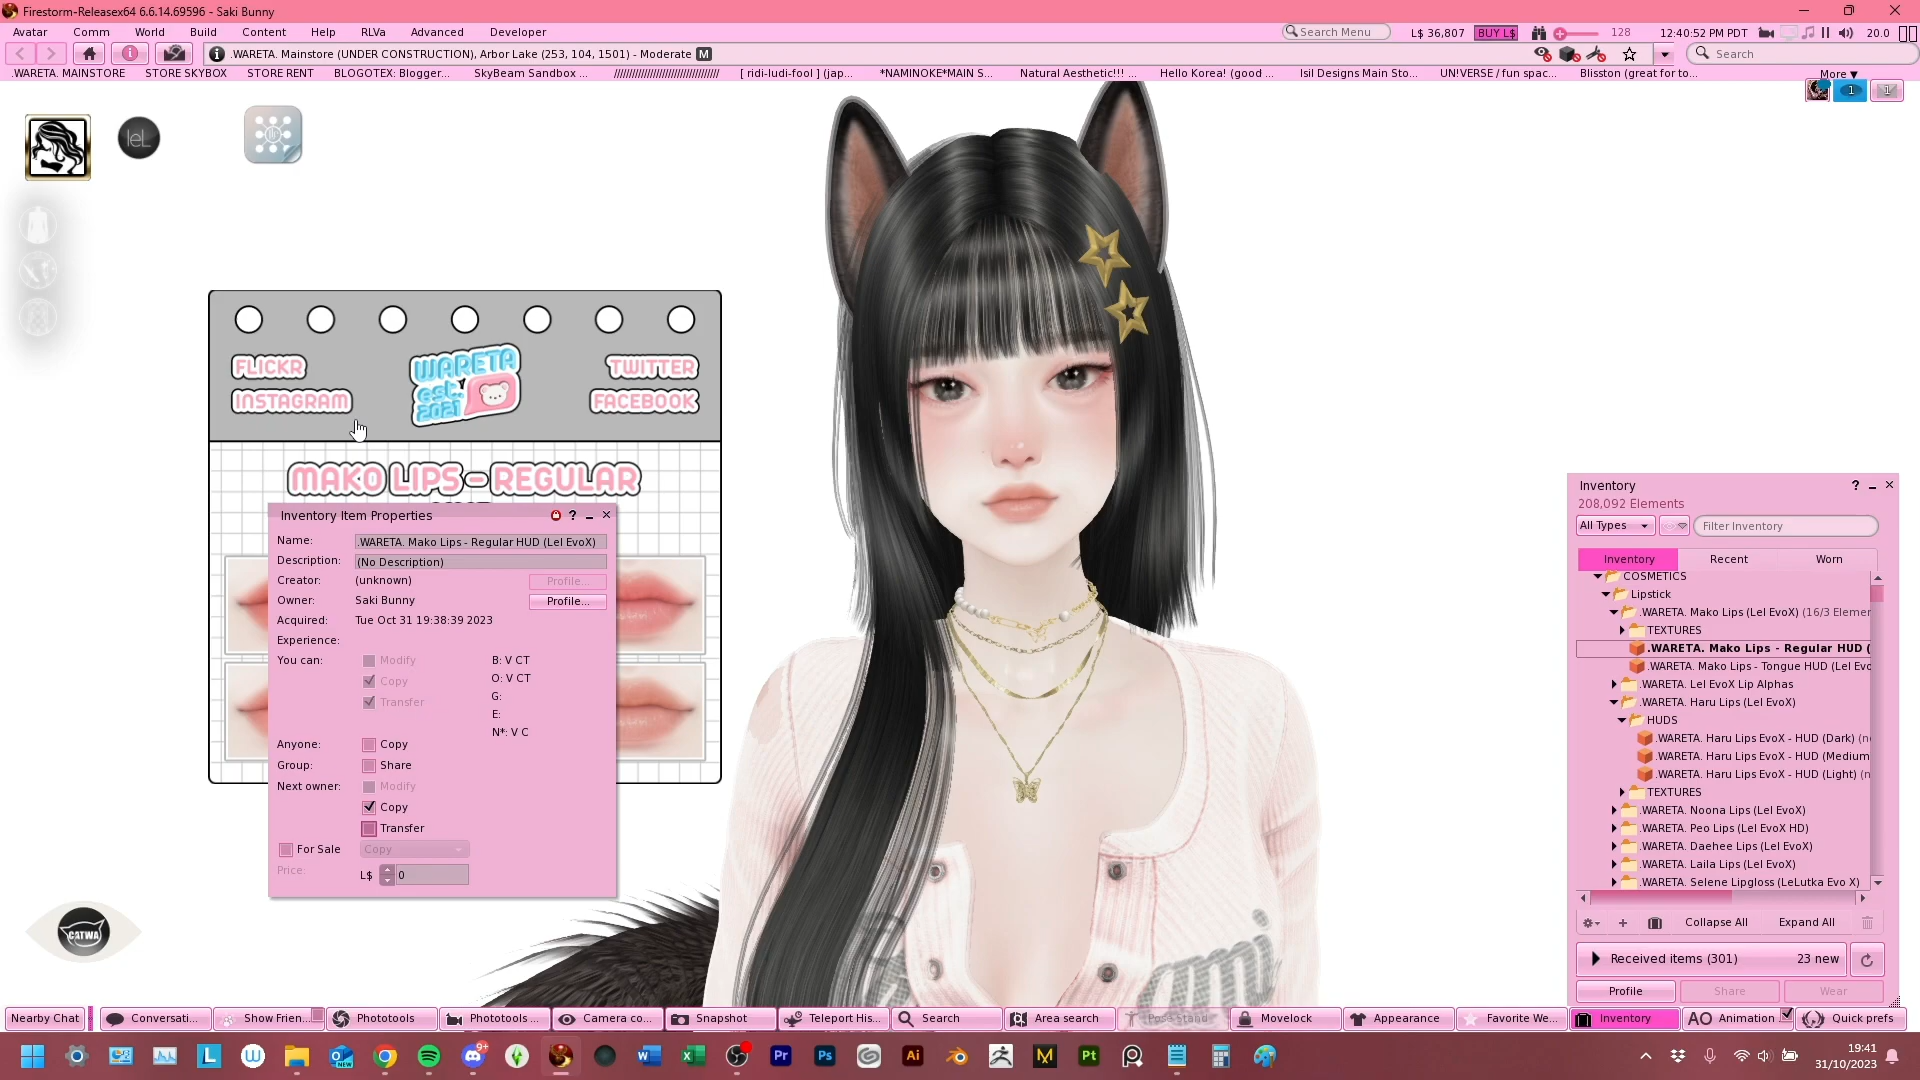 Firestorm-Releasex64 6.6.14.69596 - Saki Bunny
Avatar Comm World Build Content Help RLVa Advanced Developer
Search Menu L$ 36,807 BUY L$ 128 12:40:52 PM PDT 20.0
.WARETA. Mainstore (UNDER CONSTRUCTION), Arbor Lake (253, 104, 1501) - Moderate M
Search
.WARETA. MAINSTORE STORE SKYBOX STORE RENT BLOGOTEX: Blogger... SkyBeam Sandbox ... [ ridi-ludi-fool ] (jap... *NAMINOKE*MAIN S... Natural Aesthetic!!! ... Hello Korea! (good ... Isil Designs Main Sto... UN!VERSE / fun spac... Blisston (great for to...
More ▼
1 1
leL
FLICKR
INSTAGRAM
WARETA
est.
2021
TWITTER
FACEBOOK
MAKO LIPS - REGULAR
Inventory Item Properties
Name: .WARETA. Mako Lips - Regular HUD (Lel EvoX)
Description: (No Description)
Creator: (unknown) Profile...
Owner: Saki Bunny Profile...
Acquired: Tue Oct 31 19:38:39 2023
Experience:
You can: Modify B: V CT
Copy O: V CT
Transfer G:
E:
N*: V C
Anyone: Copy
Group: Share
Next owner: Modify
Copy
Transfer
For Sale Copy
Price: L$ 0
CATWA
Inventory
208,092 Elements
All Types Filter Inventory
Inventory Recent Worn
COSMETICS
Lipstick
.WARETA. Mako Lips (Lel EvoX) (16/3 Elemer
TEXTURES
.WARETA. Mako Lips - Regular HUD (
.WARETA. Mako Lips - Tongue HUD (Lel Evo
.WARETA. Lel EvoX Lip Alphas
.WARETA. Haru Lips (Lel EvoX)
HUDS
.WARETA. Haru Lips EvoX - HUD (Dark) (n
.WARETA. Haru Lips EvoX - HUD (Medium
.WARETA. Haru Lips EvoX - HUD (Light) (n
TEXTURES
.WARETA. Noona Lips (Lel EvoX)
.WARETA. Peo Lips (Lel EvoX HD)
.WARETA. Daehee Lips (Lel EvoX)
.WARETA. Laila Lips (Lel EvoX)
.WARETA. Selene Lipgloss (LeLutka Evo X)
Collapse All Expand All
Received items (301) 23 new
Profile Share Wear
Nearby Chat Conversati... Show Frien... Phototools Phototools ... Camera co... Snapshot Teleport His... Search Area search Pose Stand Movelock Appearance Favorite We... Inventory AO Animation Quick prefs
19:41
31/10/2023